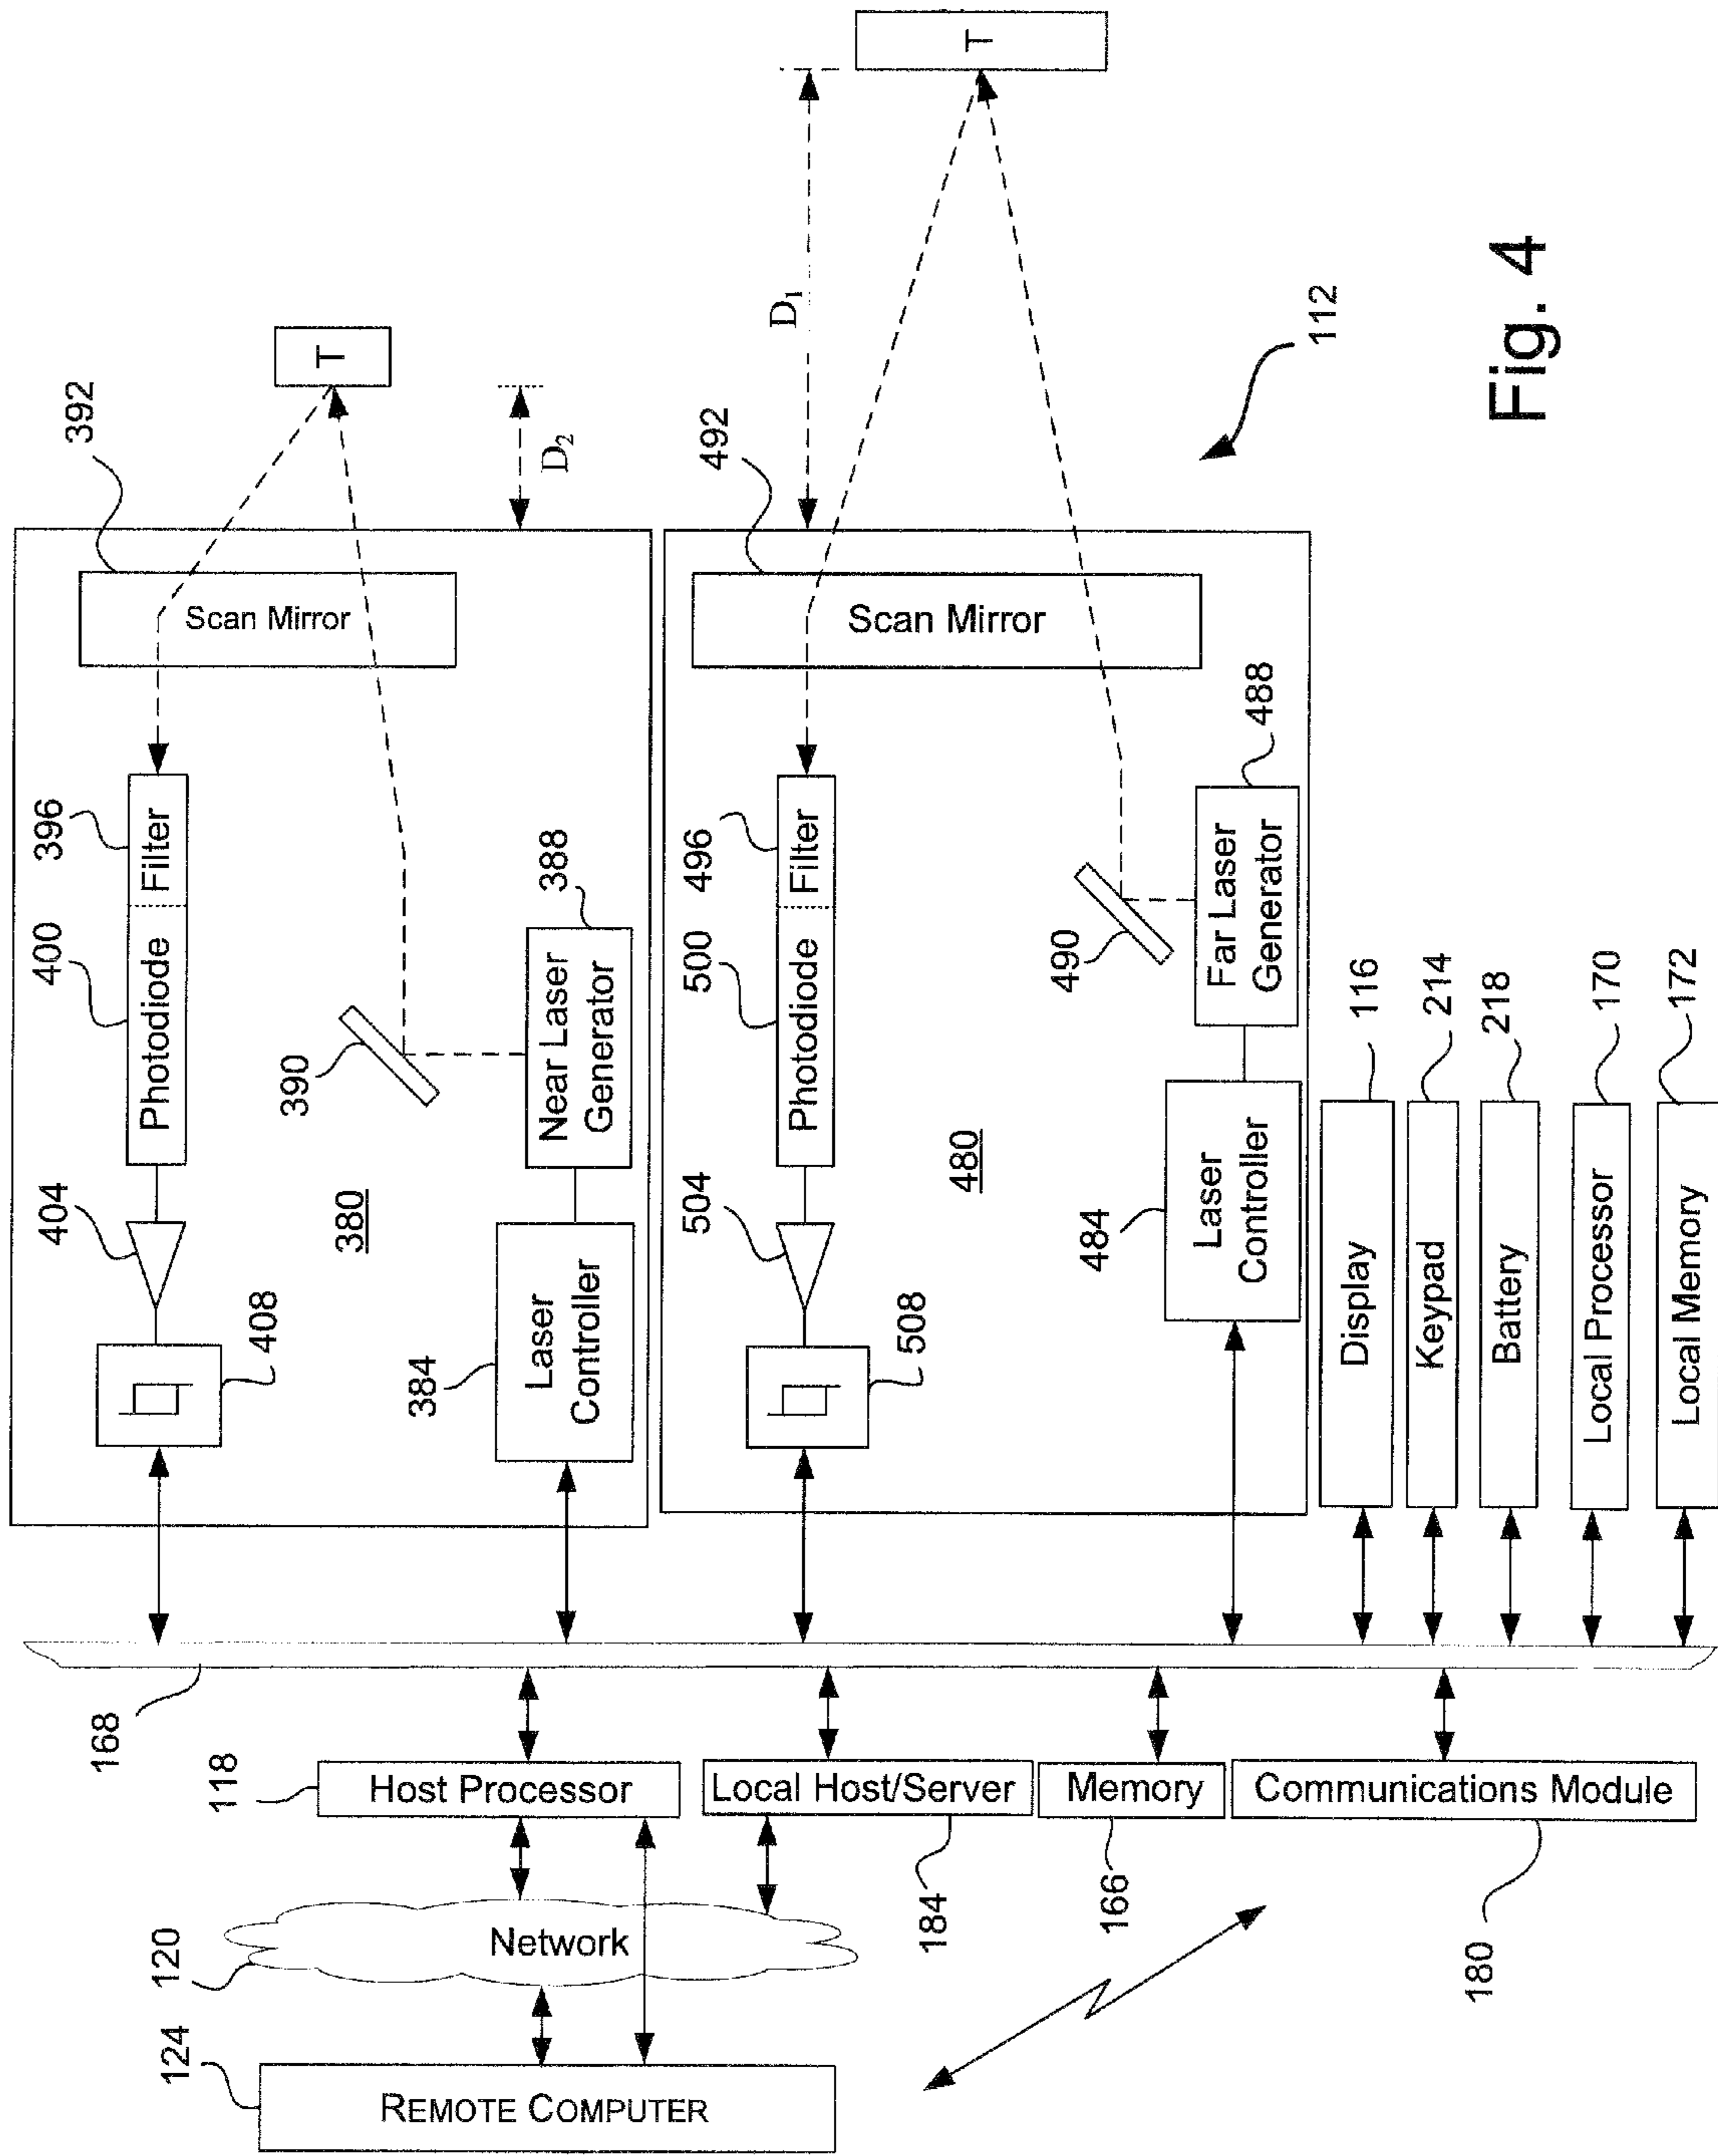 392
T
Scan Mirror
D2
396
Filter
400
Photodiode
404
408
390
388
Near Laser
Generator
380
384
Laser
Controller
492
T
Scan Mirror
D1
112
496
Filter
500
Photodiode
504
508
490
488
Far Laser
Generator
480
484
Laser
Controller
Display
116
Keypad
214
Battery
218
Local Processor
170
Local Memory
172
168
118
Host Processor
Local Host/Server
184
Memory
166
Communications Module
180
120
Network
124
REMOTE COMPUTER
Fig. 4